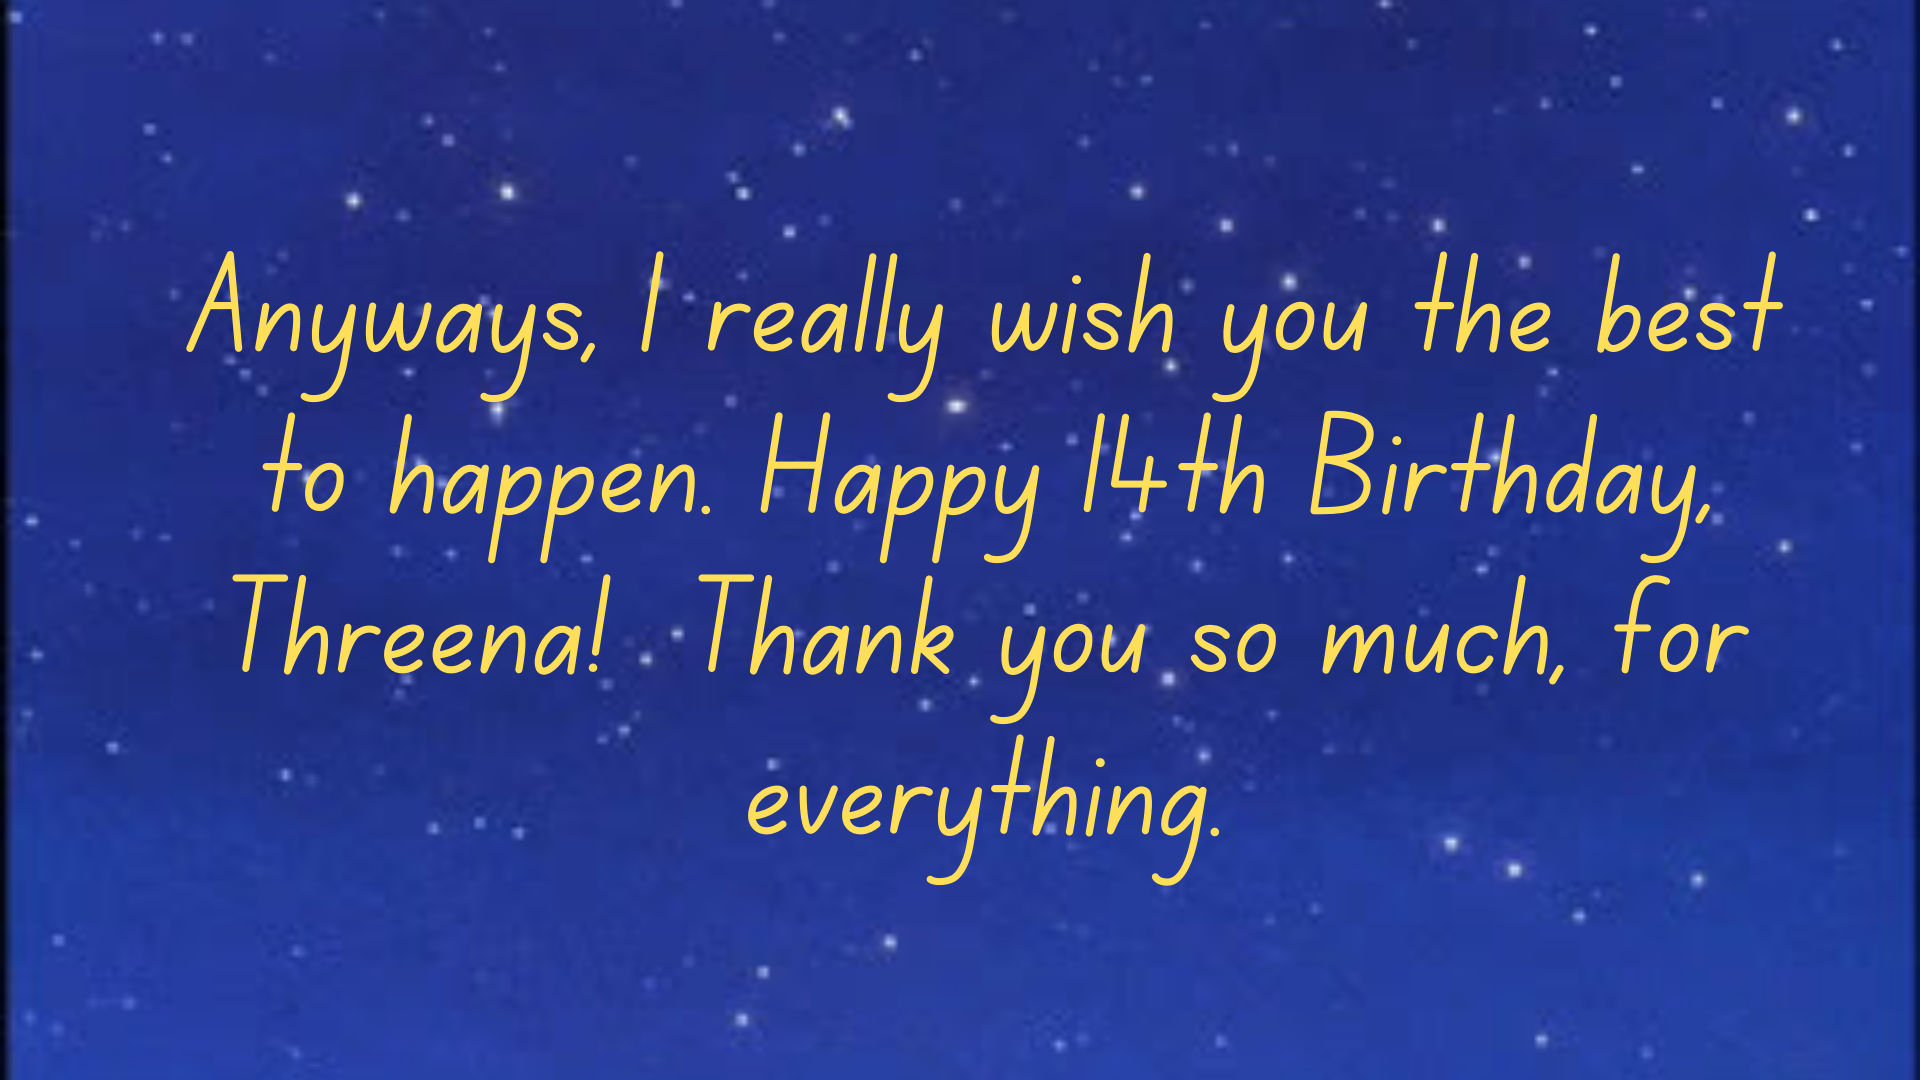 Anyways, I really wish you the best
to happen. Happy 14th Birthday,
Threena!  Thank you so much, for
everything.